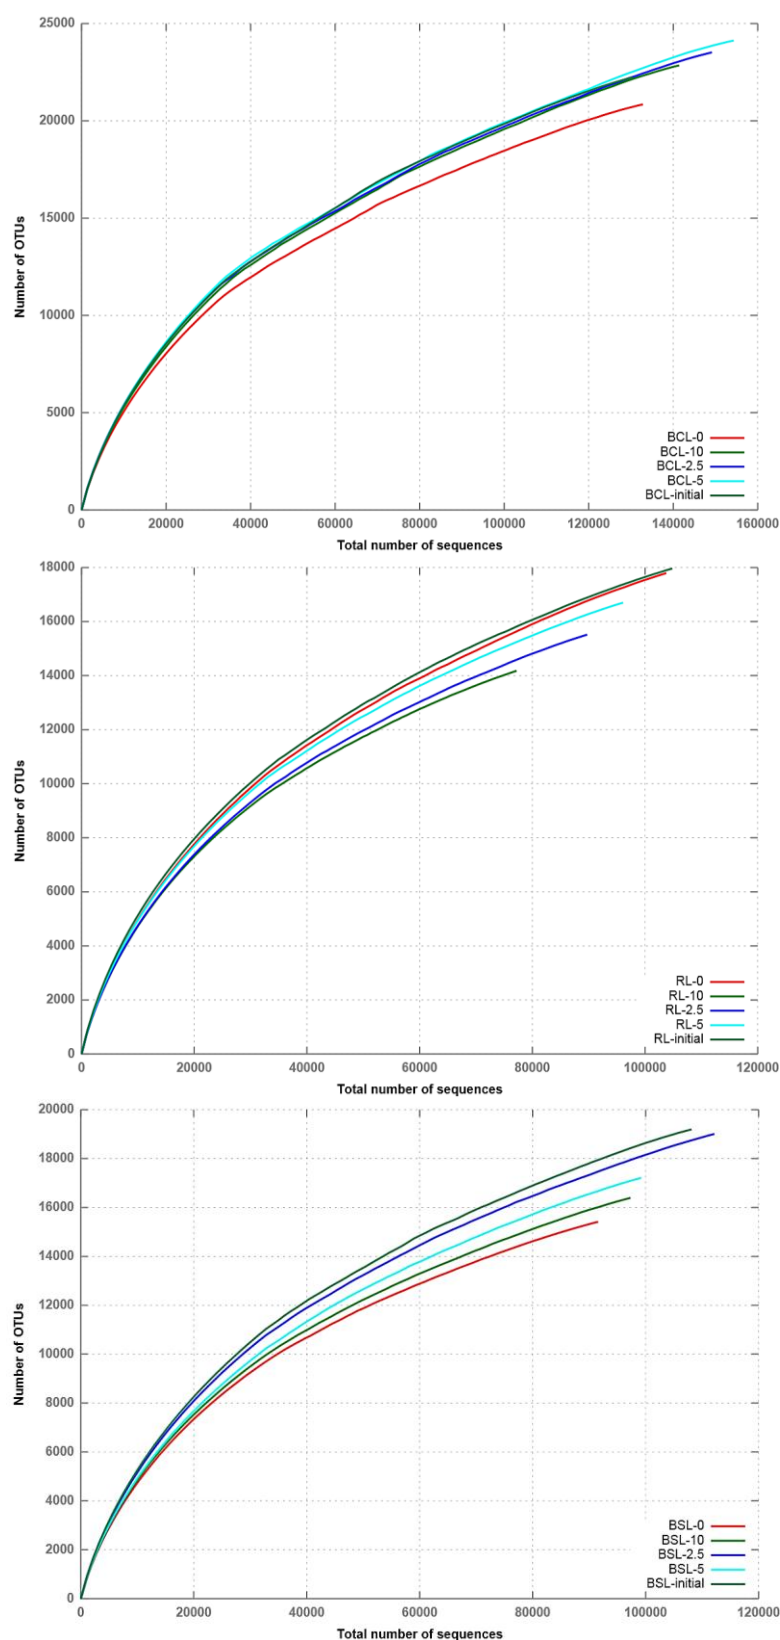 25000
20000
15000
10000
5000
0
Number of OTUs
BCL-0
BCL-10
BCL-2.5
BCL-5
BCL-initial
0 20000 40000 60000 80000 100000 120000 140000 160000
Total number of sequences
18000
16000
14000
12000
10000
8000
6000
4000
2000
0
Number of OTUs
RL-0
RL-10
RL-2.5
RL-5
RL-initial
0 20000 40000 60000 80000 100000 120000
Total number of sequences
20000
18000
16000
14000
12000
10000
8000
6000
4000
2000
0
Number of OTUs
BSL-0
BSL-10
BSL-2.5
BSL-5
BSL-initial
0 20000 40000 60000 80000 100000 120000
Total number of sequences